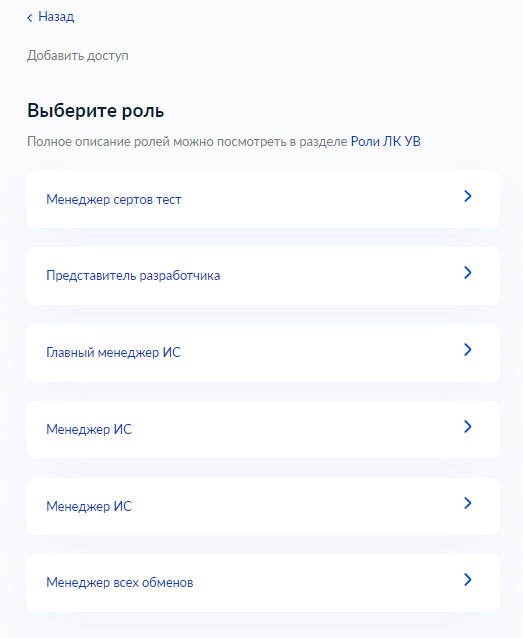 Назад
Добавить доступ
Выберите роль
Полное описание ролей можно посмотреть в разделе Роли ЛК УВ
Менеджер сертов тест
Представитель разработчика
Главный менеджер ИС
Менеджер ИС
Менеджер ИС
Менеджер всех обменов